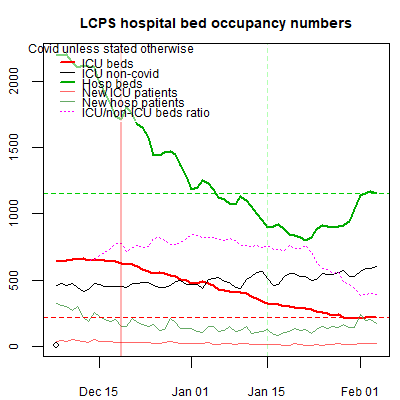 LCPS hospital bed occupancy numbers
Covid unless stated otherwise
ICU beds
ICU non-covid
Hosp beds
New ICU patients
New hosp patients
ICU/non-ICU beds ratio
2000
1500
1000
500
0
Dec 15
Jan 01
Jan 15
Feb 01